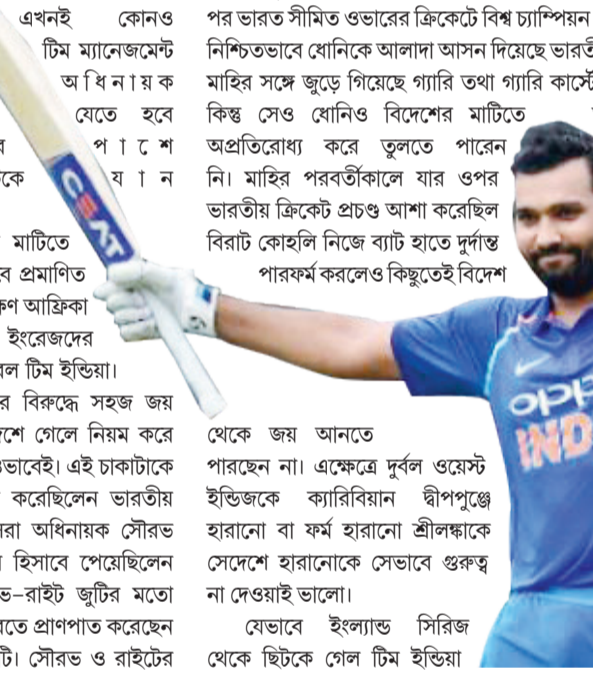 এখনই কোনও
টিম ম্যানেজমেন্ট
অধিনায়ক
যেতে হবে
পাশে
যান
মাটিতে
প্রমাণিত
আফ্রিকা
ইংরেজদের
টিম ইন্ডিয়া।
বিরুদ্ধে সহজ জয়
গেলে নিয়ম করে
এই চাকাটাকে
করেছিলেন ভারতীয়
অধিনায়ক সৌরভ
হিসাবে পেয়েছিলেন
রাইট জুটির মতো
প্রাণপাত করেছেন
সৌরভ ও রাইটের
পর ভারত সীমিত ওভারের ক্রিকেটে বিশ্ব চ্যাম্পিয়ন
নিশ্চিতভাবে ধোনিকে আলাদা আসন দিয়েছে
মাহির সঙ্গে জুড়ে গিয়েছে গ্যারি তথা গ্যারি
কিন্তু সেও ধোনিও বিদেশের মাটিতে
অপ্রতিরোধ্য করে তুলতে পারেন
নি। মাহির পরবর্তীকালে যার ওপর
ভারতীয় ক্রিকেট প্রচণ্ড আশা করেছিল
বিরাট কোহলি নিজে ব্যাট হাতে দুর্দান্ত
পারফর্ম করলেও কিছুতেই বিদেশ
থেকে জয় আনতে
পারছেন না। এক্ষেত্রে দুর্বল ওয়েস্ট
ইন্ডিজকে ক্যারিবিয়ান দ্বীপপুঞ্জে
হারানো বা ফর্ম হারানো শ্রীলঙ্কাকে
সেদেশে হারানোকে সেভাবে গুরুত্ব
না দেওয়াই ভালো।
যেভাবে ইংল্যান্ড সিরিজ
থেকে ছিটকে গেল টিম ইন্ডিয়া
CEAT
OPP
IND